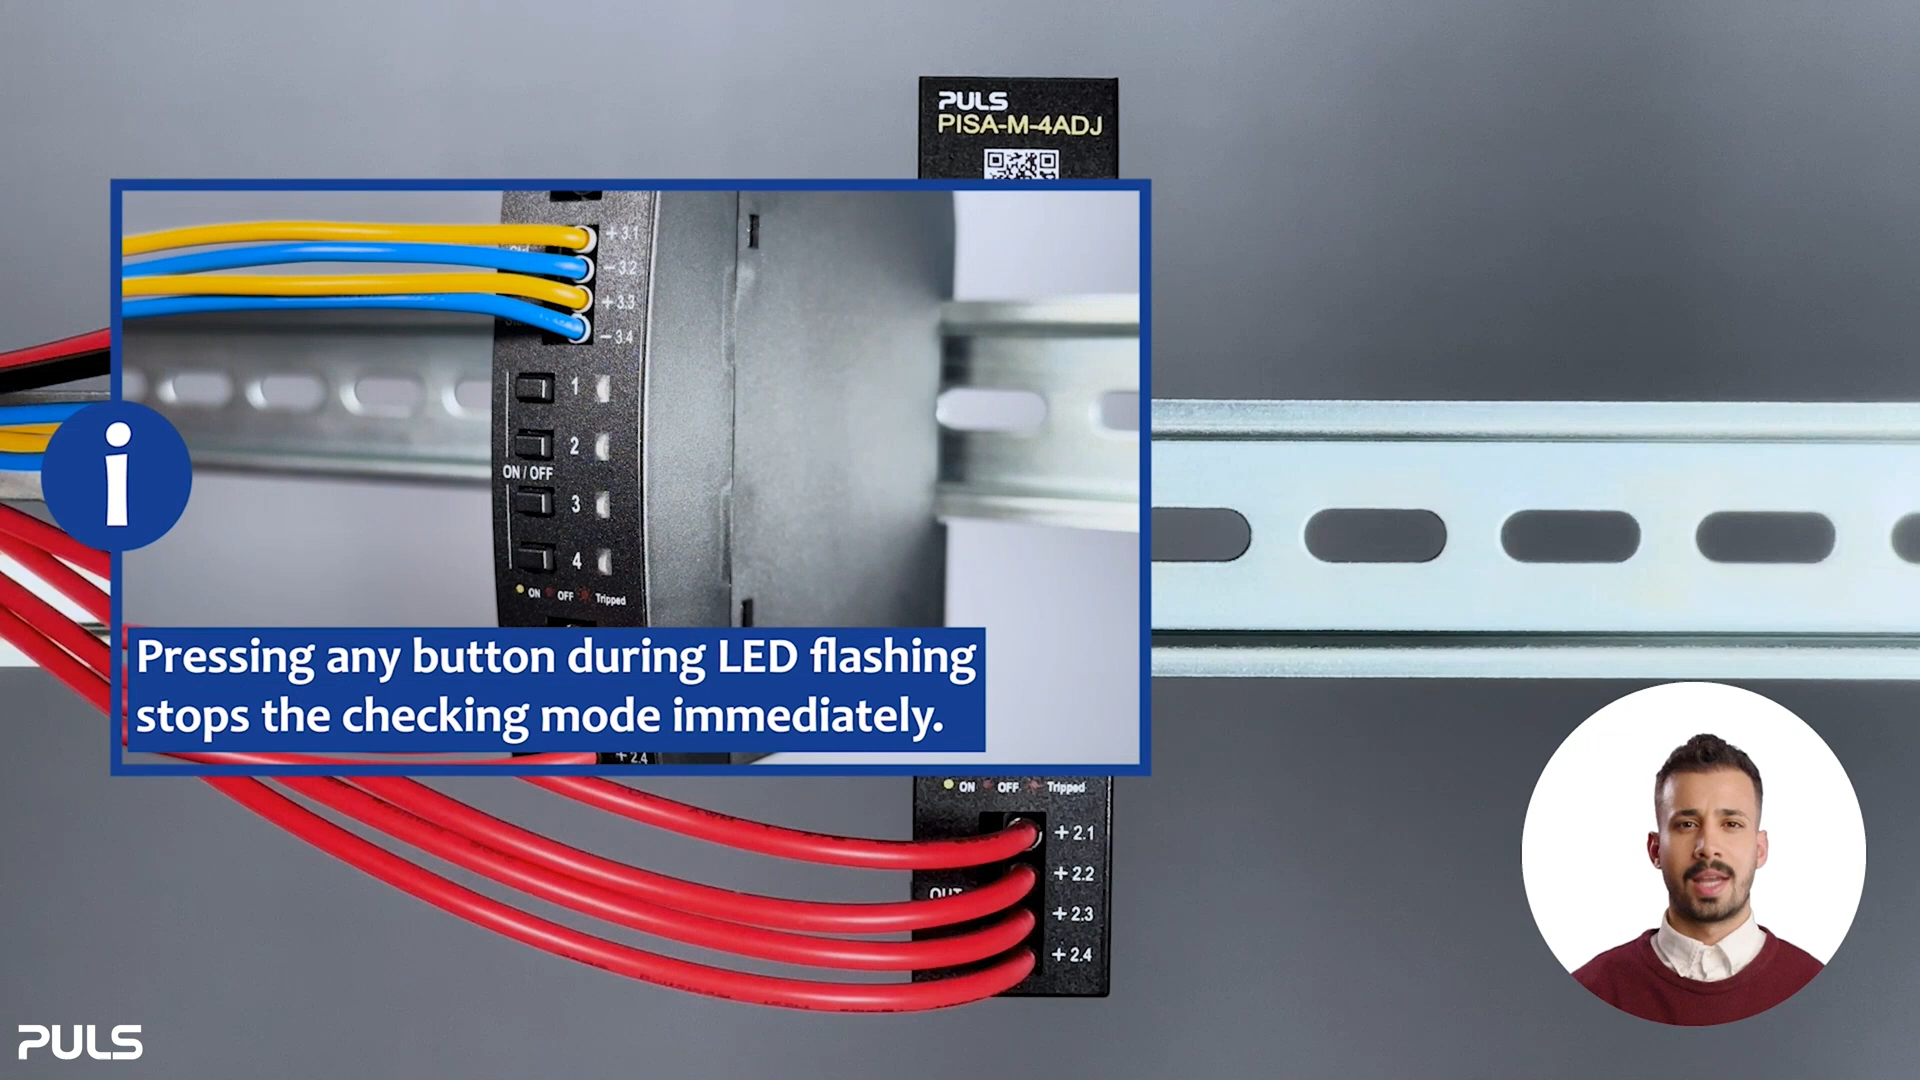 PULS
PISA-M-4ADJ
+ 3.1
– 3.2
+ 3.3
– 3.4
1
2
ON / OFF
3
4
ON OFF Tripped
i
Pressing any button during LED flashing
stops the checking mode immediately.
+ 2.4
ON OFF Tripped
+ 2.1
+ 2.2
OUT
+ 2.3
+ 2.4
PULS